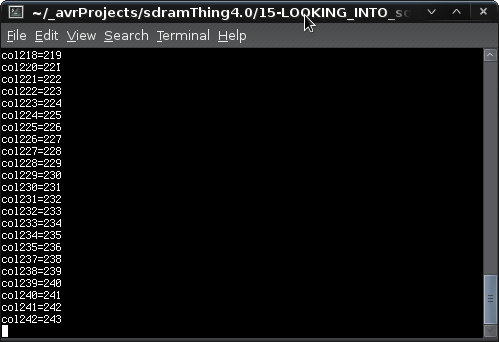 ~/_avrProjects/sdramThing4.0/15-LOOKING_INTO_sc
File Edit View Search Terminal Help
col218=219
col220=221
col221=222
col222=223
col223=224
col224=225
col225=226
col226=227
col227=228
col228=229
col229=230
col230=231
col231=232
col232=233
col233=234
col234=235
col235=236
col237=238
col238=239
col239=240
col240=241
col241=242
col242=243